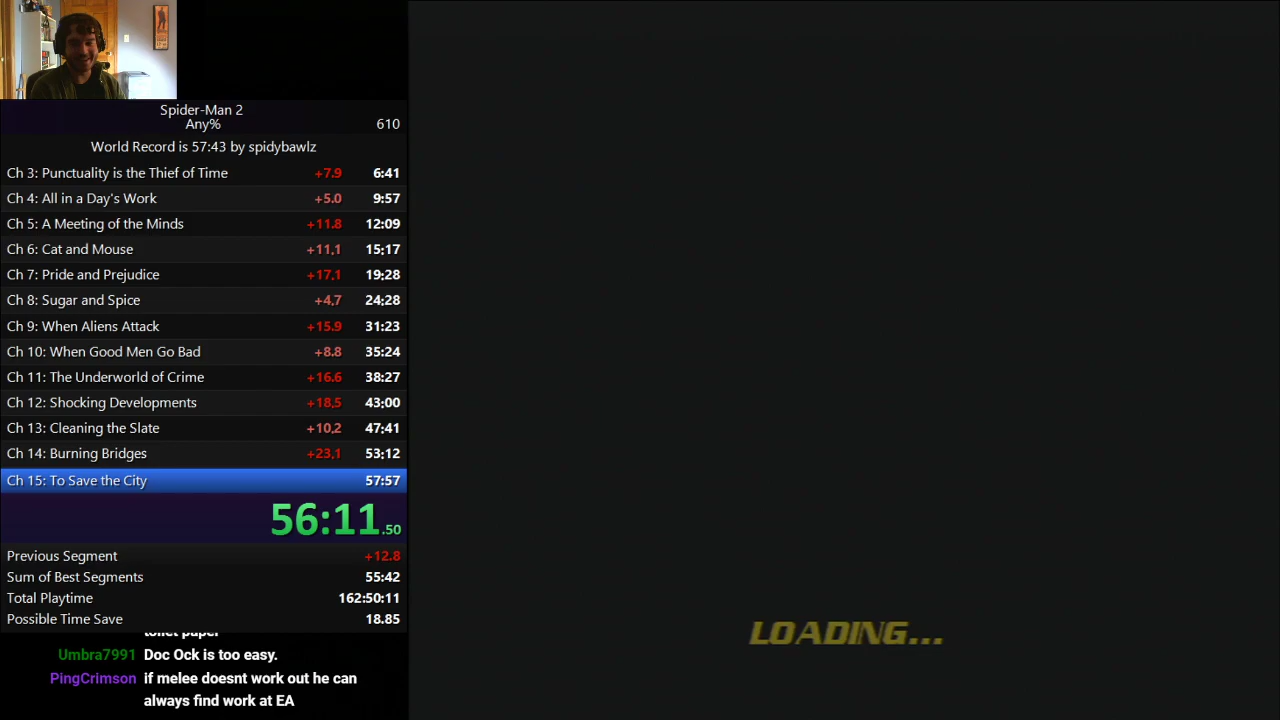 Spider-Man 2
Any% 610
World Record is 57:43 by spidybawlz
Ch 3: Punctuality is the Thief of Time +7.9 6:41
Ch 4: All in a Day's Work +5.0 9:57
Ch 5: A Meeting of the Minds +11.8 12:09
Ch 6: Cat and Mouse +11.1 15:17
Ch 7: Pride and Prejudice +17.1 19:28
Ch 8: Sugar and Spice +4.7 24:28
Ch 9: When Aliens Attack +15.9 31:23
Ch 10: When Good Men Go Bad +8.8 35:24
Ch 11: The Underworld of Crime +16.6 38:27
Ch 12: Shocking Developments +18.5 43:00
Ch 13: Cleaning the Slate +10.2 47:41
Ch 14: Burning Bridges +23.1 53:12
Ch 15: To Save the City 57:57
56:11.50
Previous Segment +12.8
Sum of Best Segments 55:42
Total Playtime 162:50:11
Possible Time Save 18.85
toilet paper
Umbra7991 Doc Ock is too easy.
PingCrimson if melee doesnt work out he can
always find work at EA
LOADING...